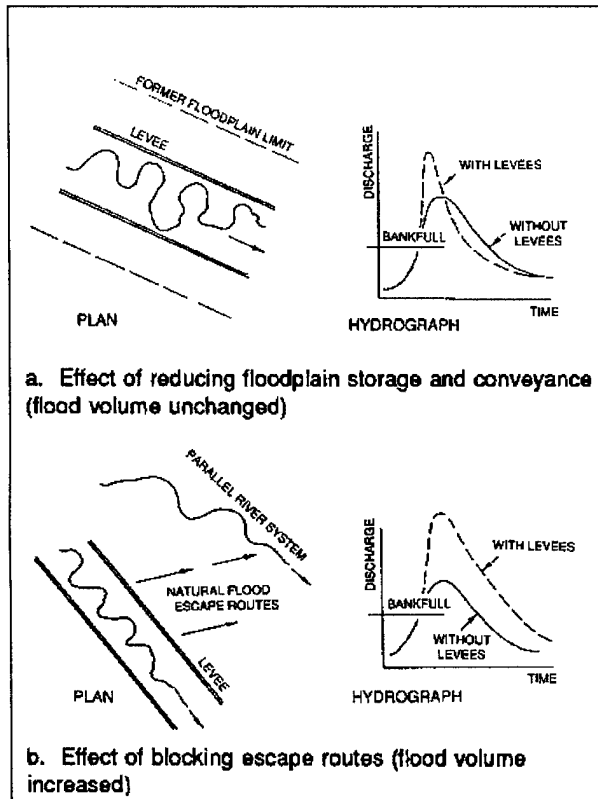 FORMER FLOODPLAIN LIMIT
LEVEE
PLAN
DISCHARGE
WITH LEVEES
WITHOUT
LEVEES
BANKFULL
TIME
HYDROGRAPH
a. Effect of reducing floodplain storage and conveyance
(flood volume unchanged)
PARALLEL RIVER SYSTEM
NATURAL FLOOD
ESCAPE ROUTES
LEVEE
PLAN
DISCHARGE
WITH LEVEES
BANKFULL
WITHOUT
LEVEES
TIME
HYDROGRAPH
b. Effect of blocking escape routes (flood volume
increased)